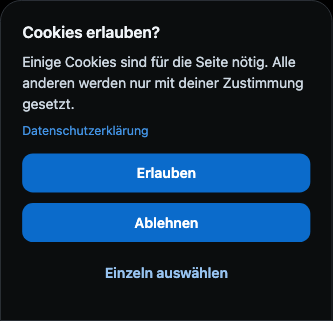 Cookies erlauben?
Einige Cookies sind für die Seite nötig. Alle
anderen werden nur mit deiner Zustimmung
gesetzt.
Datenschutzerklärung
Erlauben
Ablehnen
Einzeln auswählen